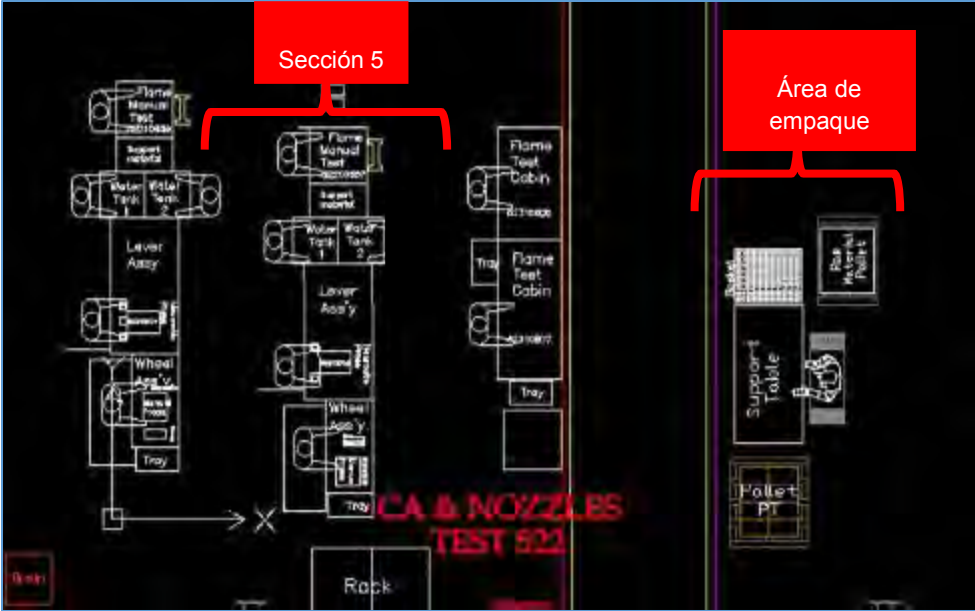 Sección 5
Área de
empaque
Flame
Manual
Test
Support
material
Water
Tank
1
Water
Tank
2
Lever
Assy
Wheel
Ass'y
Tray
Flame
Manual
Test
Support
material
Water
Tank
1
Water
Tank
2
Lever
Ass'y
Wheel
Ass'y
Tray
Flame
Test
Cabin
Tray
Flame
Test
Cabin
Tray
CA & NOZZLES
TEST 522
Rack
X
Raw
Material
Pallet
Support
Table
Pallet
PT